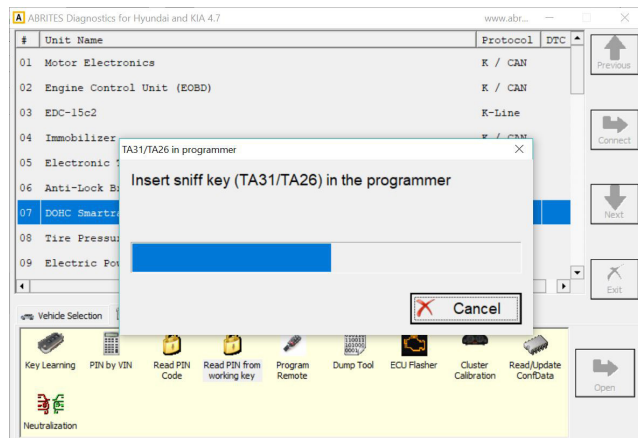 A ABRITES Diagnostics for Hyundai and KIA 4.7 www.abr...
# Unit Name Protocol DTC
01 Motor Electronics K / CAN
Previous
02 Engine Control Unit (EOBD) K / CAN
03 EDC-15c2 K-Line
04 Immobilizer K / CAN
Connect
TA31/TA26 in programmer
05 Electronic
Insert sniff key (TA31/TA26) in the programmer
06 Anti-Lock
07 DOHC
Next
08 Tire
09 Electric
Exit
Cancel
Vehicle Selection
Key Learning
PIN by VIN
Read PIN
Code
Read PIN from
working key
Program
Remote
Dump Tool
ECU Flasher
Cluster
Calibration
Read/Update
ConfData
Open
Neutralization